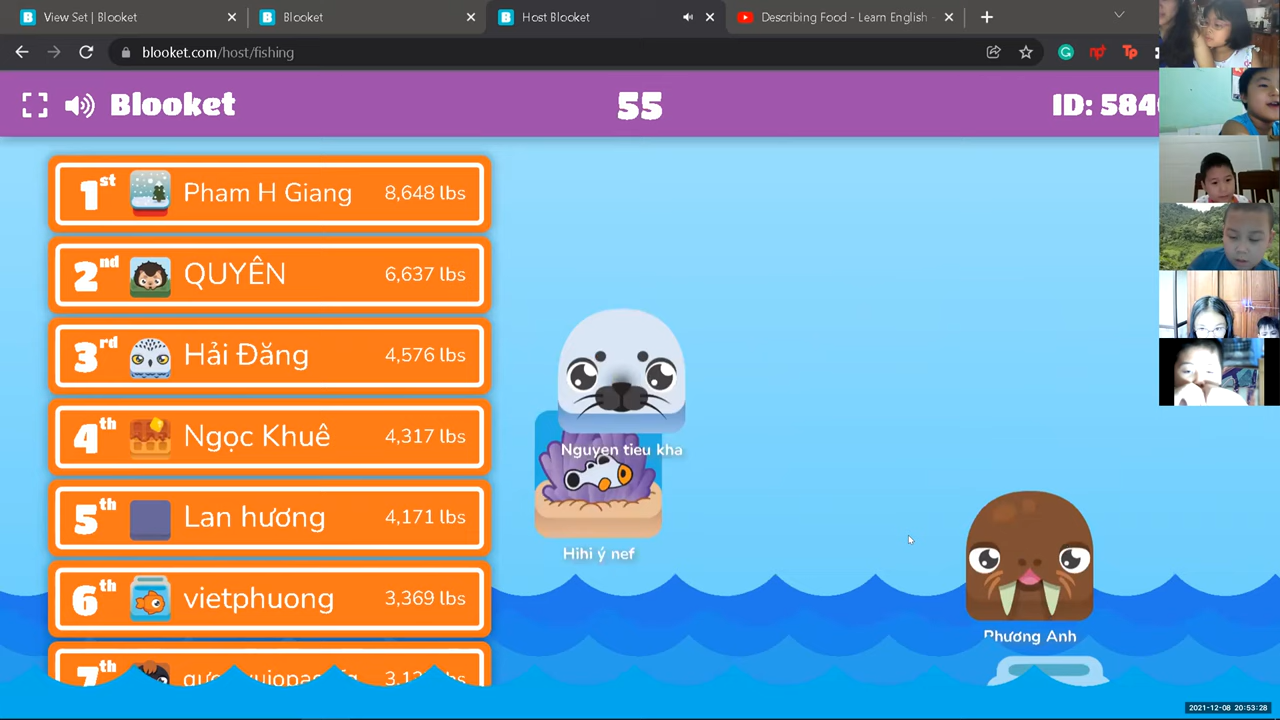 View Set | Blooket
Blooket
Host Blooket
Describing Food - Learn English
blooket.com/host/fishing
Blooket
55
ID: 584
1st Pham H Giang 8,648 lbs
2nd QUYÊN 6,637 lbs
3rd Hải Đăng 4,576 lbs
4th Ngọc Khuê 4,317 lbs
5th Lan hương 4,171 lbs
6th vietphuong 3,369 lbs
7th
Nguyen tieu kha
Hihi ý nef
Phương Anh
2021-12-08 20:53:28